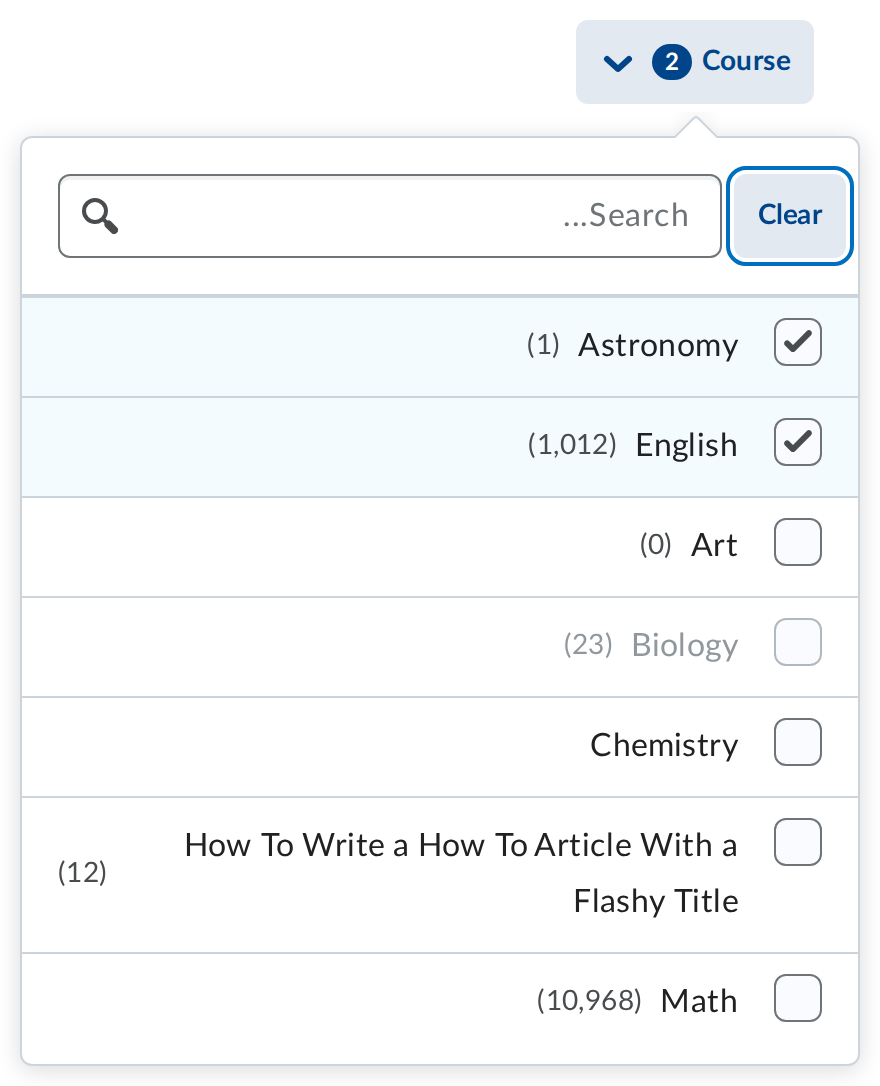 2 Course
Search...
Clear
Astronomy (1)
English (1,012)
Art (0)
Biology (23)
Chemistry
How To Write a How To Article With a
Flashy Title
(12)
Math (10,968)